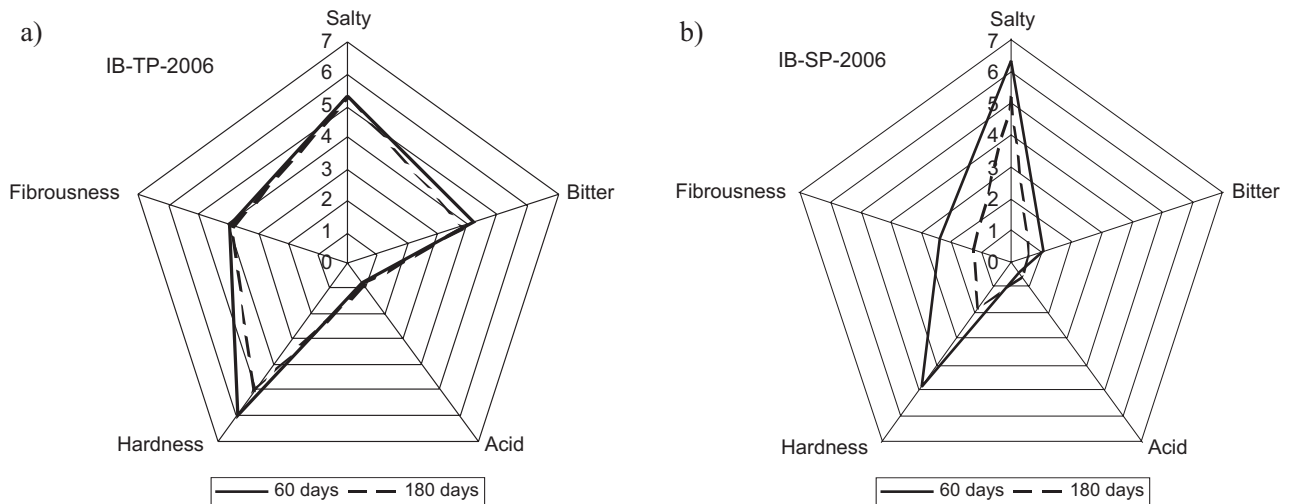 a)
IB-TP-2006
Salty
7
6
5
4
3
2
1
0
Fibrousness
Bitter
Hardness
Acid
60 days 180 days
b)
IB-SP-2006
Salty
7
6
5
4
3
2
1
0
Fibrousness
Bitter
Hardness
Acid
60 days 180 days